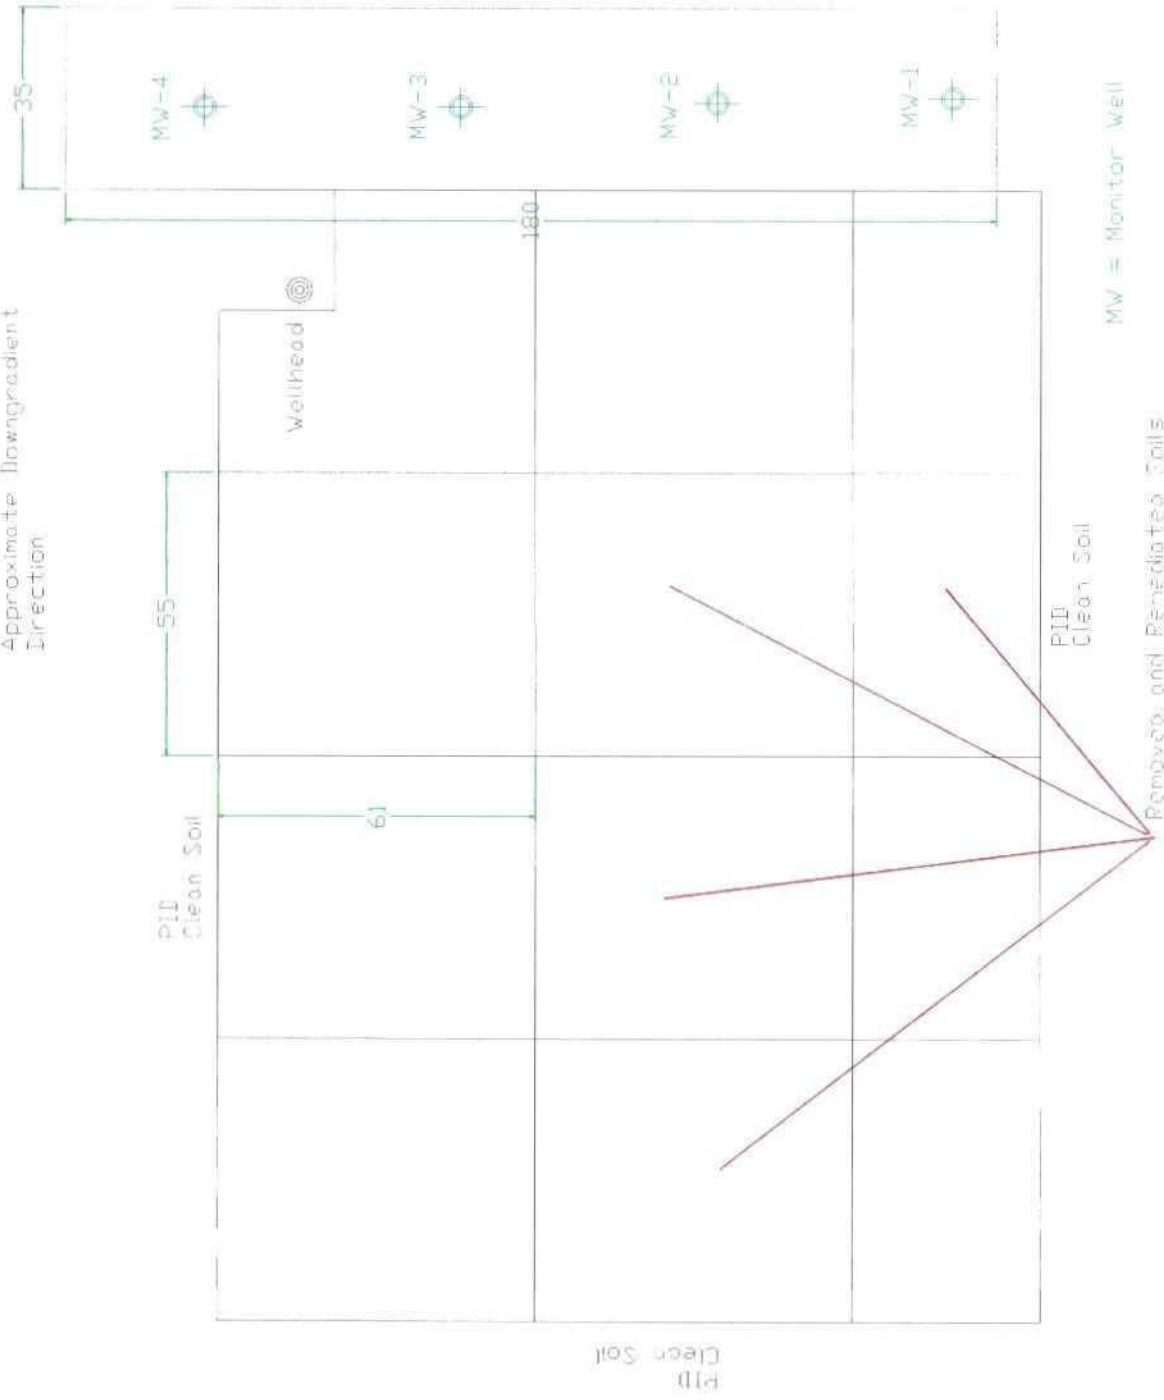 35
MW-4
MW-3
MW-2
MW-1
180
Approximate Downgradient
Direction
Wellhead
55
61
PID
Clean Soil
PID
Clean Soil
PID
Clean Soil
MW = Monitor Well
Removed and Remediated Soils